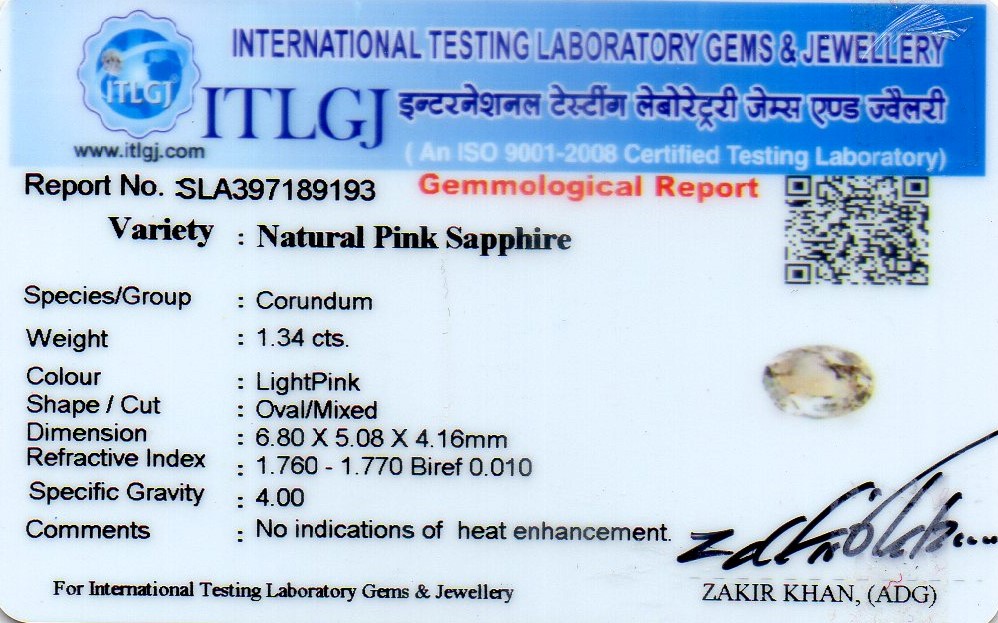 INTERNATIONAL TESTING LABORATORY GEMS & JEWELLERY
ITLGJ
ITLGJ इन्टरनेशनल टेस्टींग लेबोरेट्ररी जेम्स एण्ड ज्वैलरी
www.itlgj.com
( An ISO 9001-2008 Certified Testing Laboratory)
Report No. :SLA397189193
Gemmological Report
Variety : Natural Pink Sapphire
Species/Group : Corundum
Weight : 1.34 cts.
Colour : LightPink
Shape / Cut : Oval/Mixed
Dimension : 6.80 X 5.08 X 4.16mm
Refractive Index : 1.760 - 1.770 Biref 0.010
Specific Gravity : 4.00
Comments : No indications of heat enhancement.
For International Testing Laboratory Gems & Jewellery
ZAKIR KHAN, (ADG)